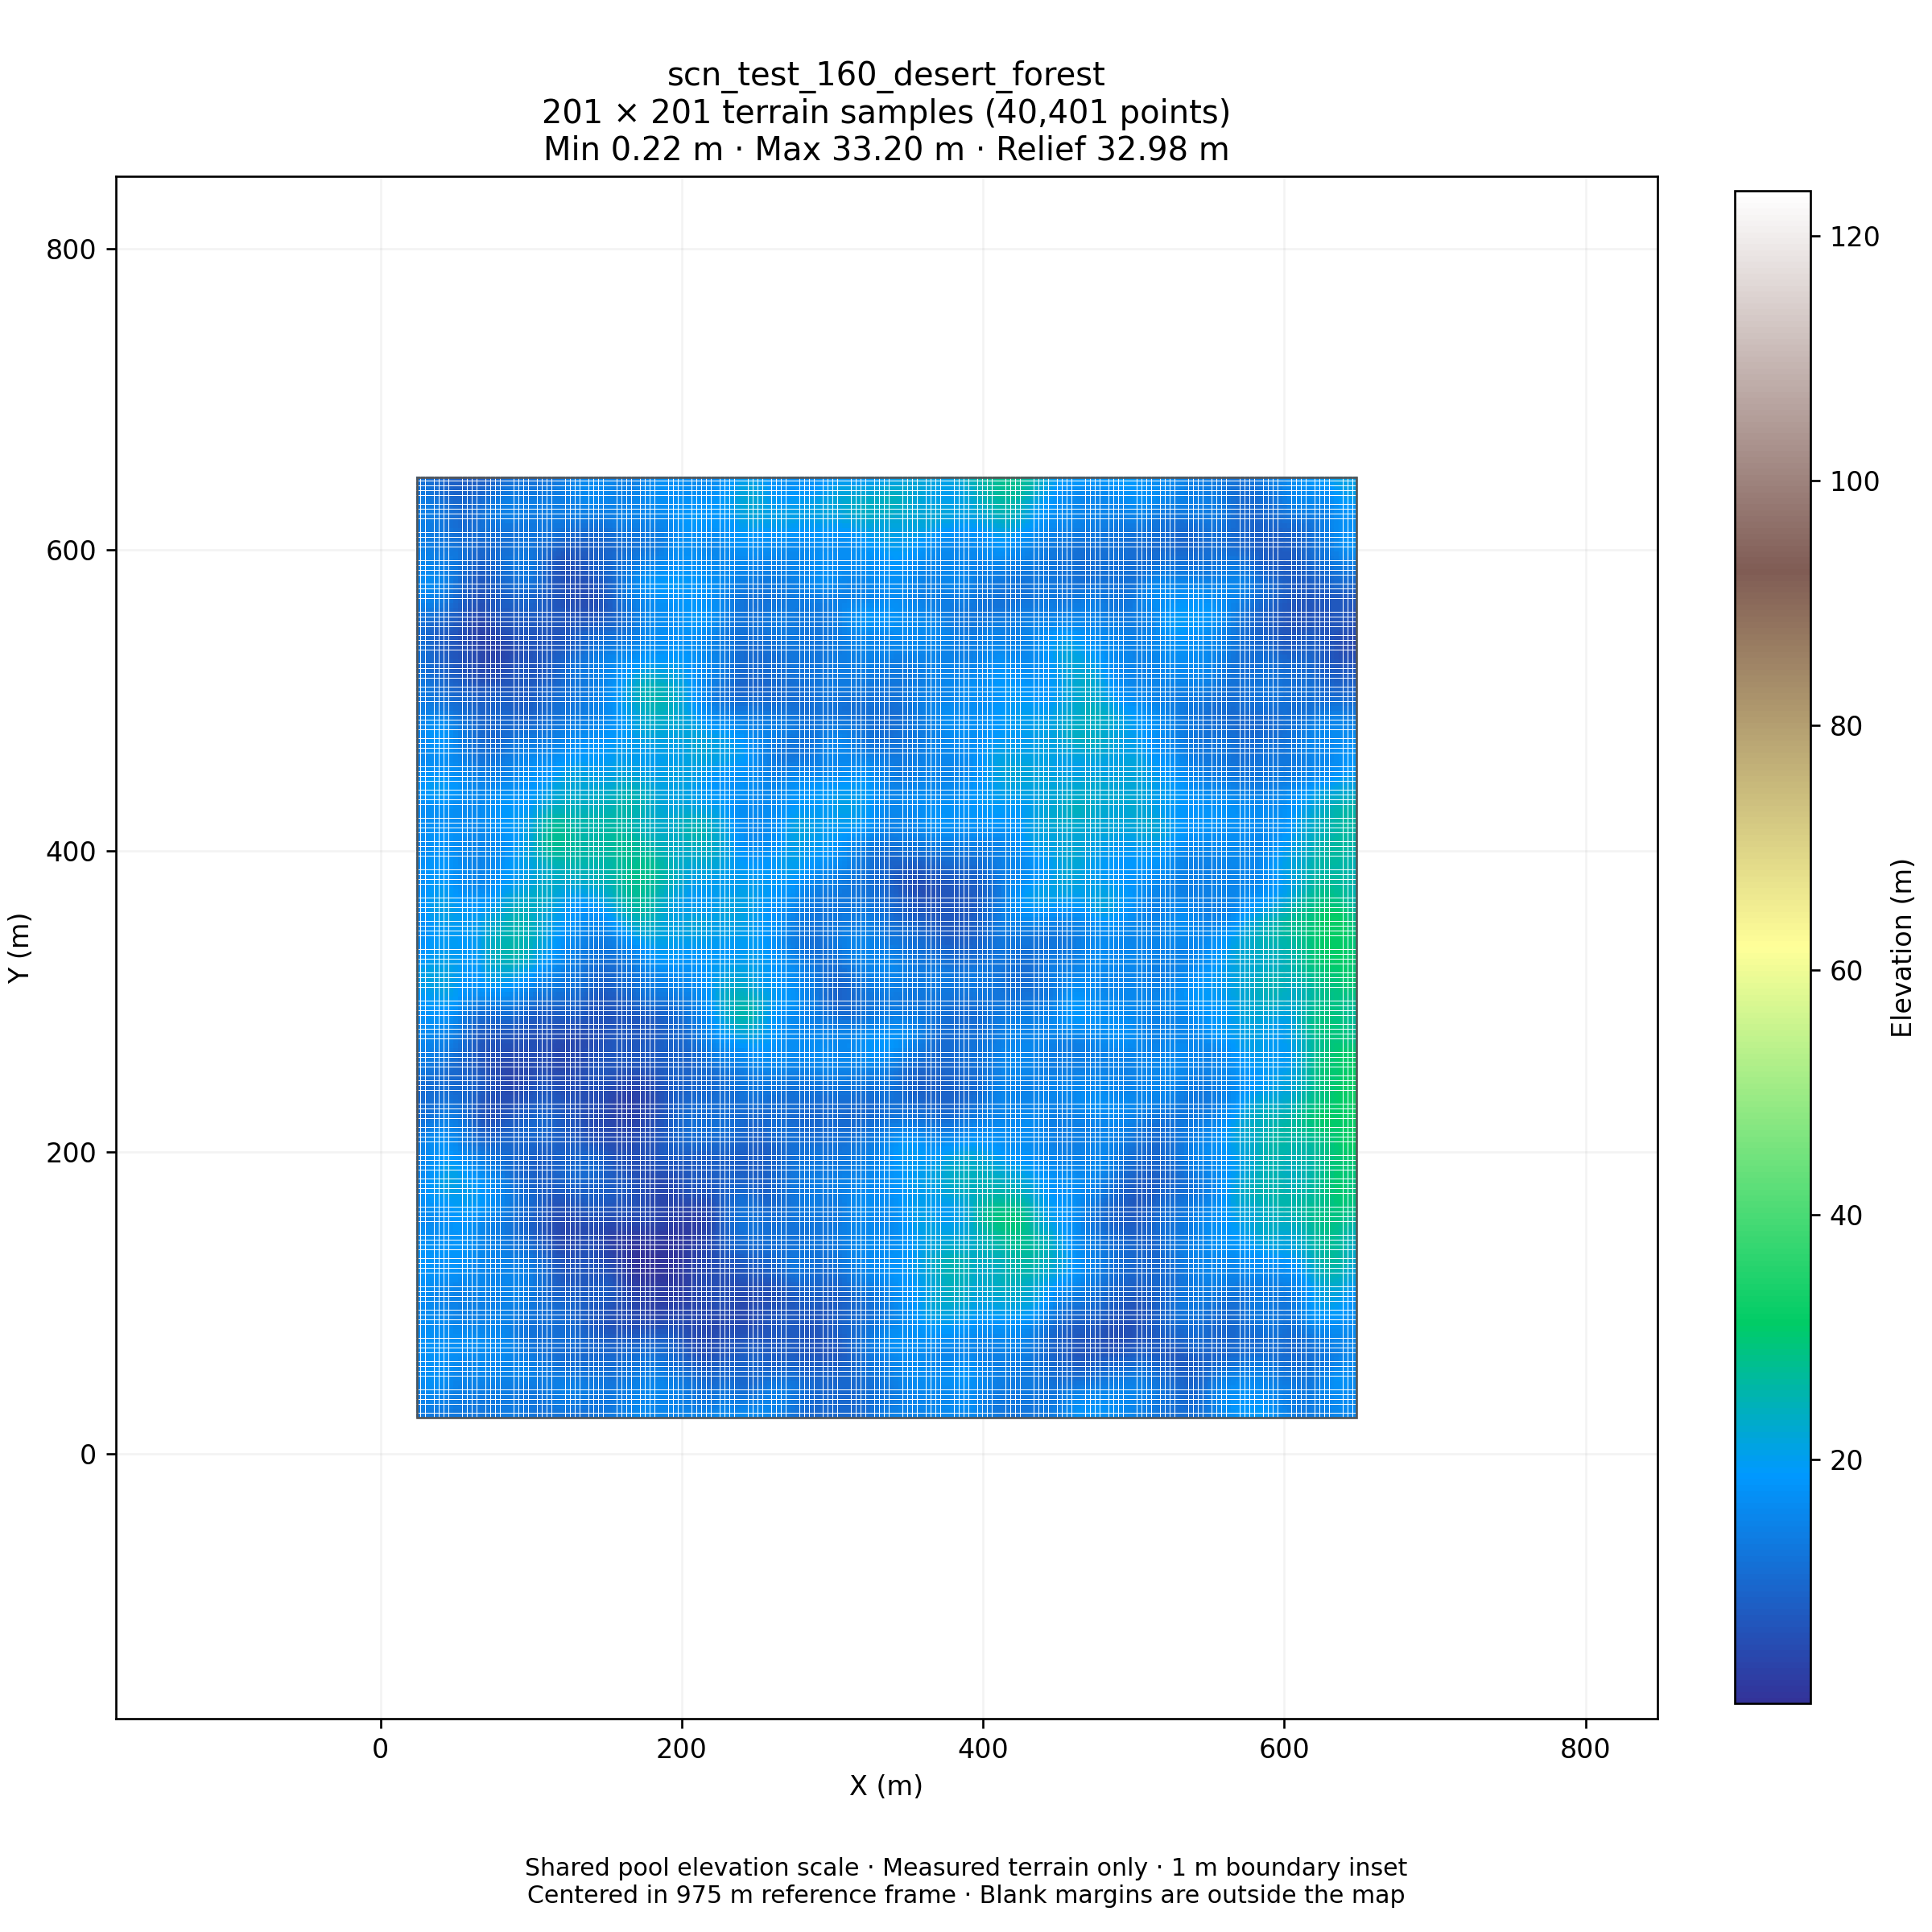 scn_test_160_desert_forest
201 × 201 terrain samples (40,401 points)
Min 0.22 m · Max 33.20 m · Relief 32.98 m
800
600
400
200
0
Y (m)
0
200
400
600
800
X (m)
120
100
80
60
40
20
Elevation (m)
Shared pool elevation scale · Measured terrain only · 1 m boundary inset
Centered in 975 m reference frame · Blank margins are outside the map